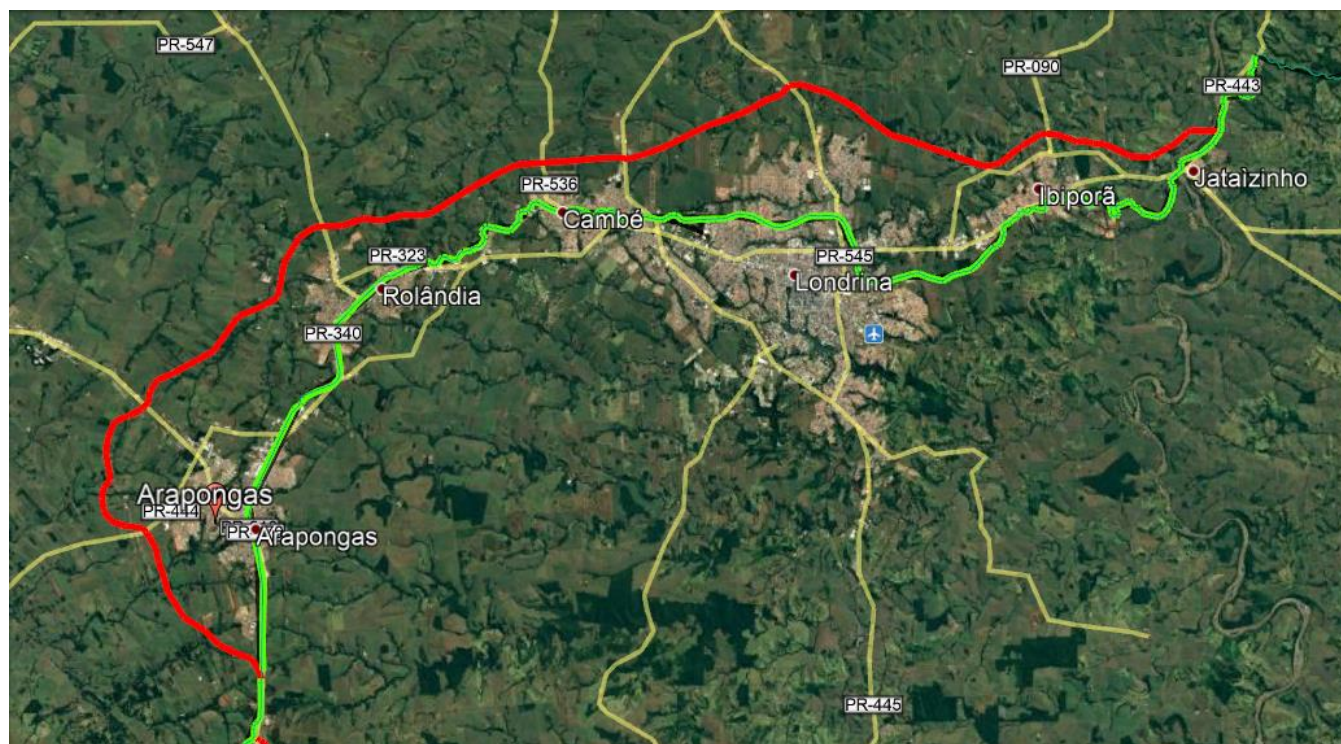 PR-547
PR-090
PR-443
Jataizinho
PR-536
Ibiporã
Cambé
PR-323
PR-545
Londrina
Rolândia
PR-340
Arapongas
PR-444
PR-
Arapongas
PR-445